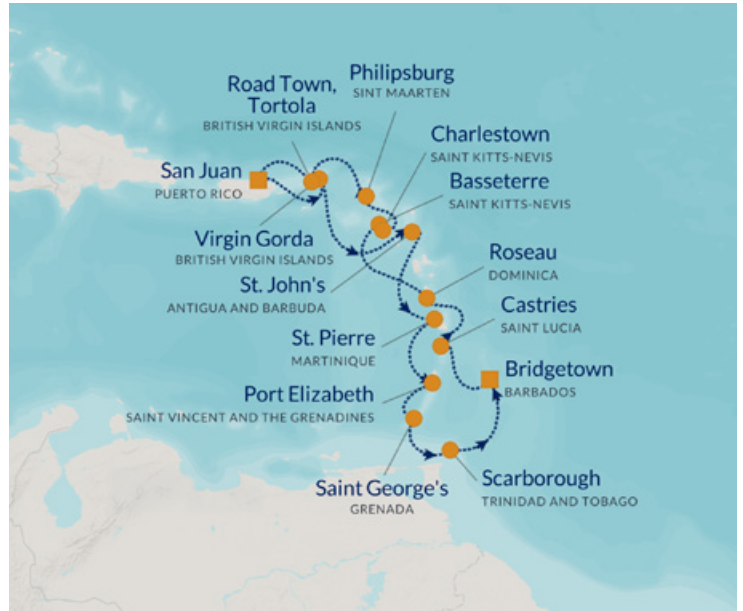 Philipsburg
SINT MAARTEN
Road Town,
Tortola
BRITISH VIRGIN ISLANDS
Charlestown
SAINT KITTS-NEVIS
San Juan
PUERTO RICO
Basseterre
SAINT KITTS-NEVIS
Virgin Gorda
BRITISH VIRGIN ISLANDS
Roseau
DOMINICA
St. John's
ANTIGUA AND BARBUDA
Castries
SAINT LUCIA
St. Pierre
MARTINIQUE
Bridgetown
BARBADOS
Port Elizabeth
SAINT VINCENT AND THE GRENADINES
Scarborough
TRINIDAD AND TOBAGO
Saint George's
GRENADA